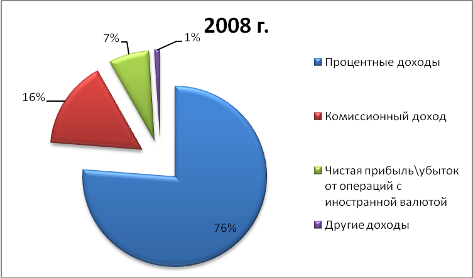 2008 г.
7%
1%
16%
76%
Процентные доходы
Комиссионный доход
Чистая прибыль\убыток
от операций с
иностранной валютой
Другие доходы